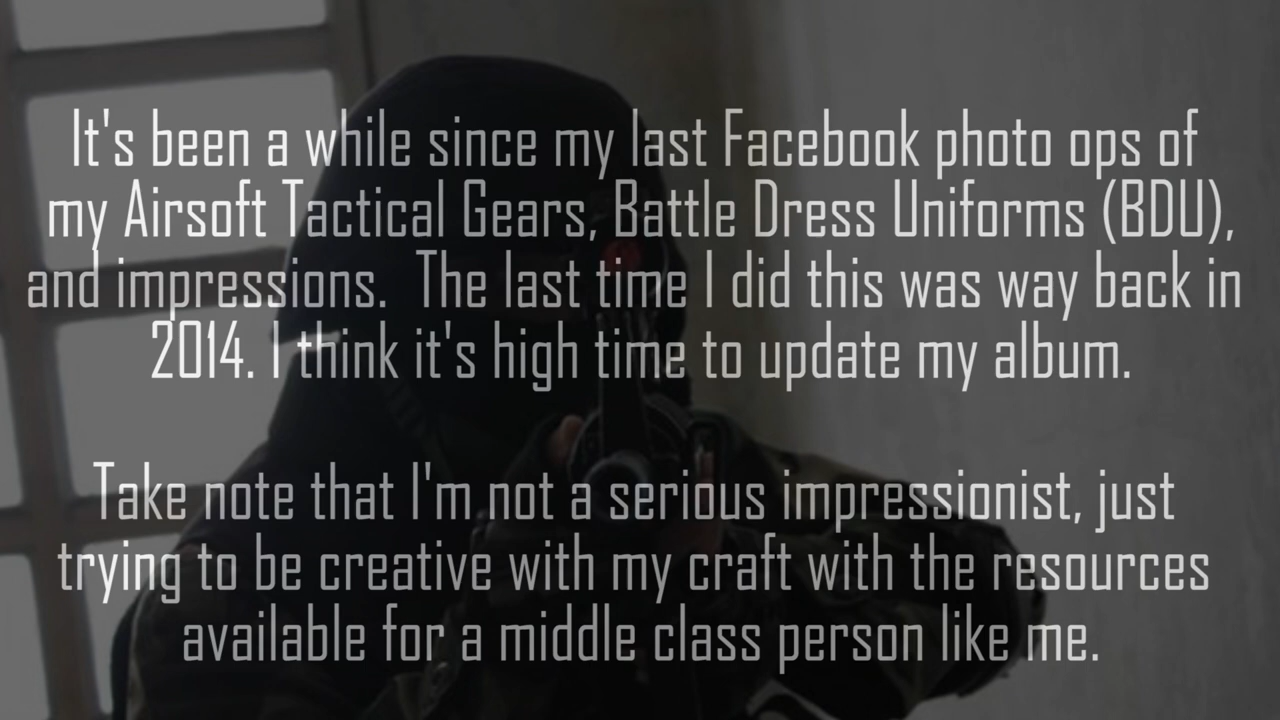 It's been a while since my last Facebook photo ops of
my Airsoft Tactical Gears, Battle Dress Uniforms (BDU),
and impressions.  The last time I did this was way back in
2014. I think it's high time to update my album.
Take note that I'm not a serious impressionist, just
trying to be creative with my craft with the resources
available for a middle class person like me.